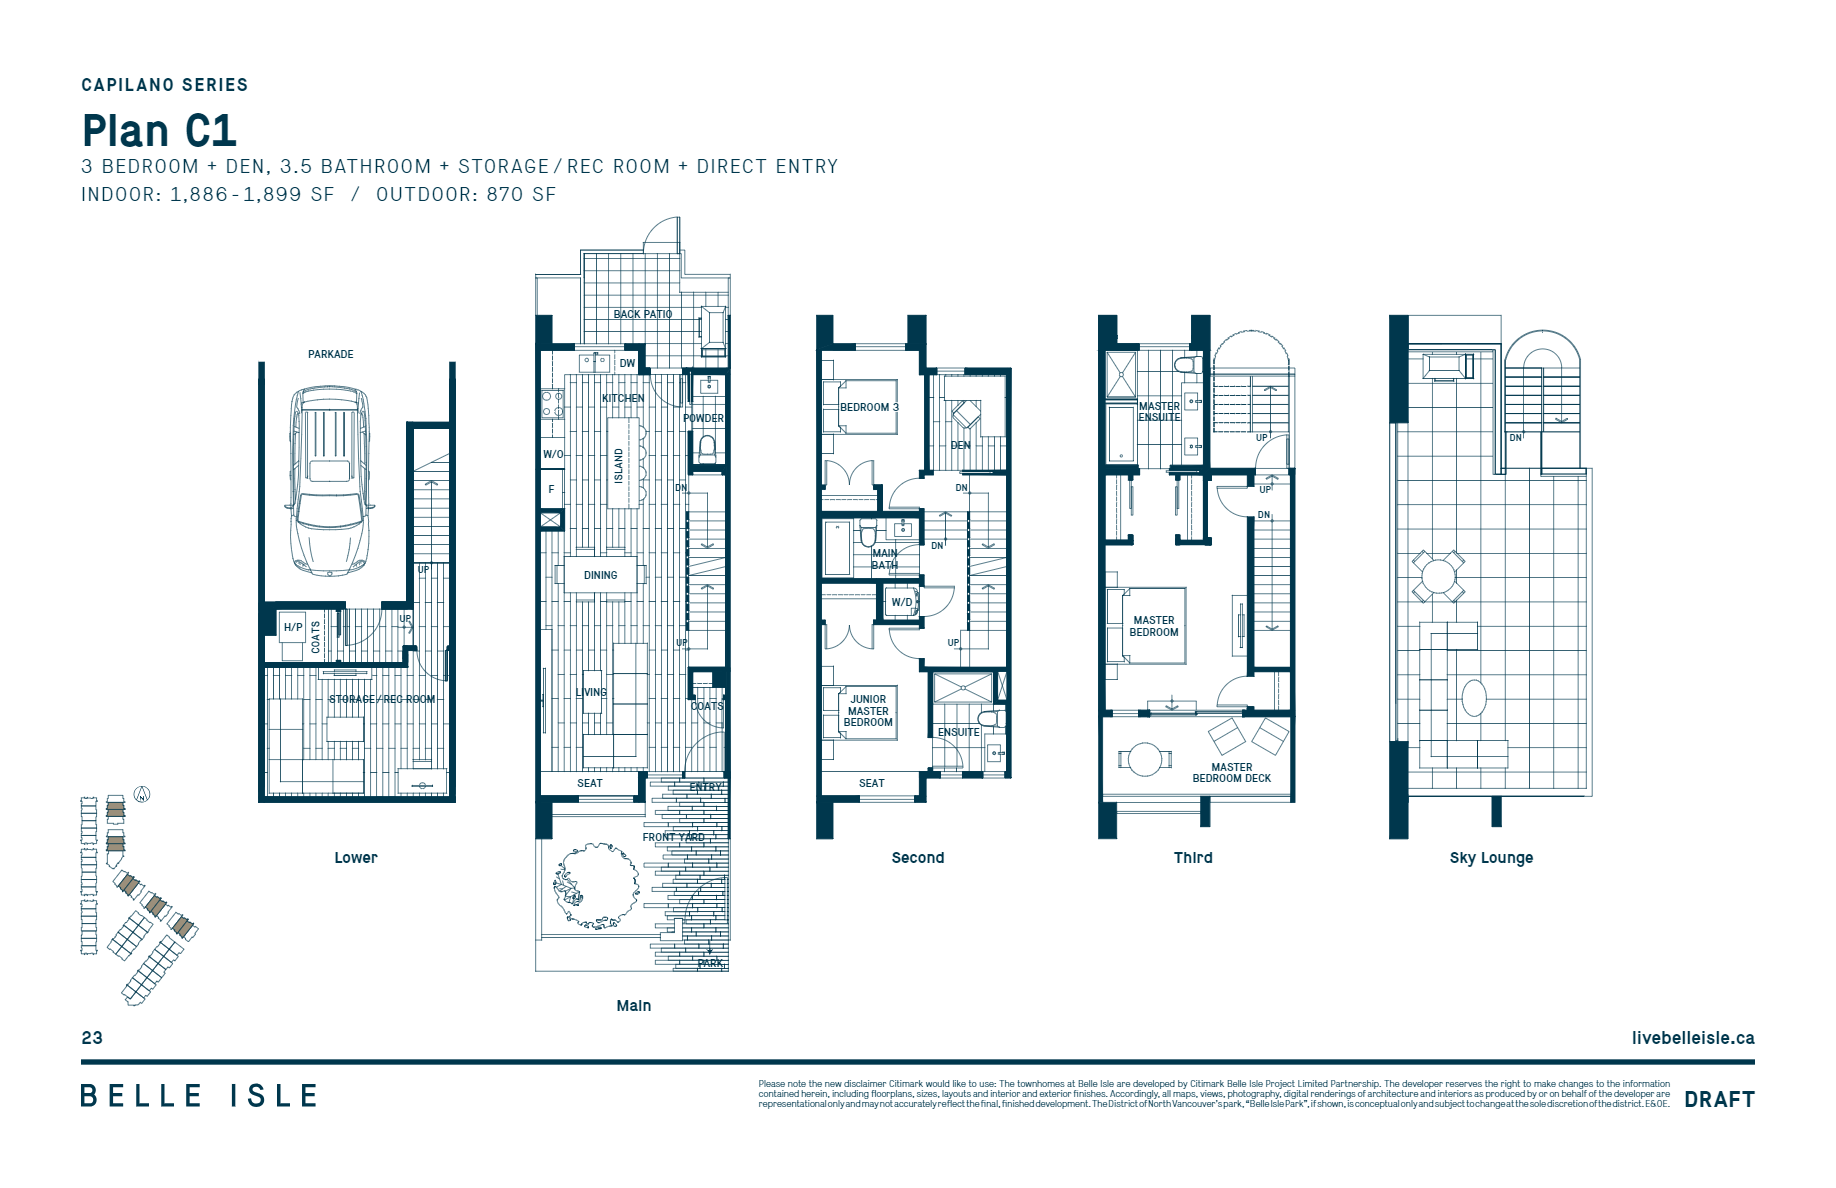 CAPILANO SERIES
Plan C1
3 BEDROOM + DEN, 3.5 BATHROOM + STORAGE/REC ROOM + DIRECT ENTRY
INDOOR: 1,886-1,899 SF / OUTDOOR: 870 SF
PARKADE
UP
H/P
COATS
UP
STORAGE/REC ROOM
Lower
BACK PATIO
DW
KITCHEN
POWDER
W/O
ISLAND
F
DN
DINING
UP
LIVING
COATS
SEAT
ENTRY
FRONT YARD
PARK
Main
BEDROOM 3
DEN
DN
DN
MAIN
BATH
W/D
UP
JUNIOR
MASTER
BEDROOM
ENSUITE
SEAT
Second
MASTER
ENSUITE
UP
UP
DN
MASTER
BEDROOM
MASTER
BEDROOM DECK
Third
DN
Sky Lounge
N
23
livebelleisle.ca
BELLE ISLE
Please note the new disclaimer Citimark would like to use: The townhomes at Belle Isle are developed by Citimark Belle Isle Project Limited Partnership. The developer reserves the right to make changes to the information
contained herein, including floorplans, sizes, layouts and interior and exterior finishes. Accordingly, all maps, views, photography, digital renderings of architecture and interiors as produced by or on behalf of the developer are
representational only and may not accurately reflect the final, finished development. The District of North Vancouver's park, "Belle Isle Park", if shown, is conceptual only and subject to change at the sole discretion of the district. E&OE.
DRAFT